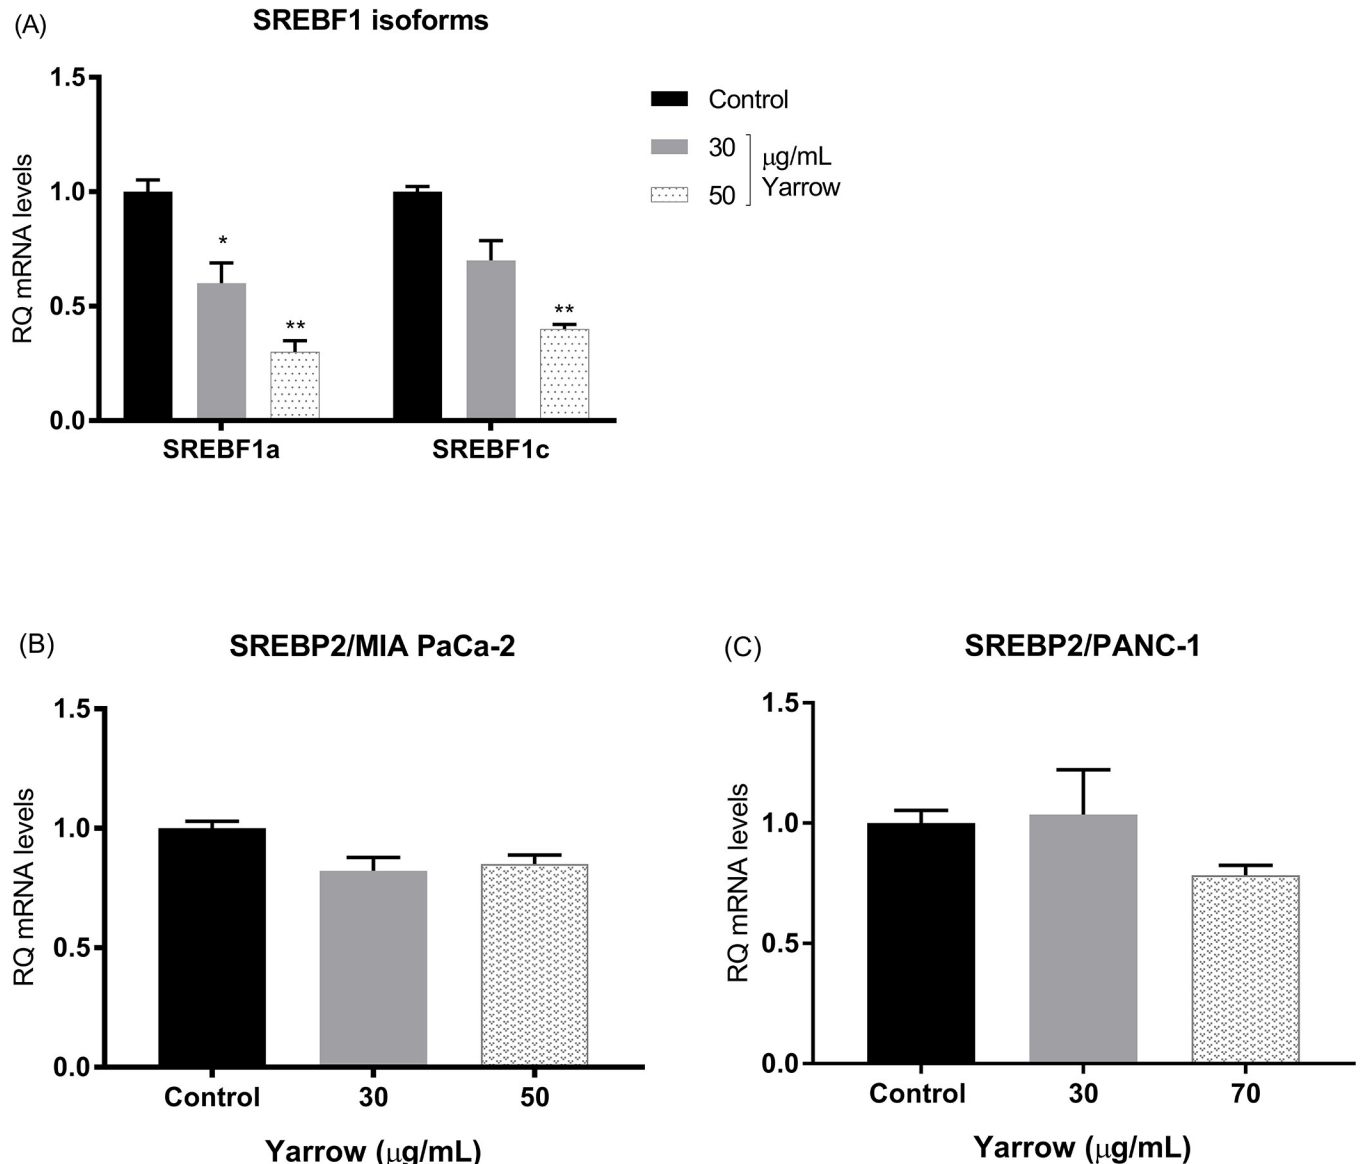 (A)
SREBF1 isoforms
1.5
1.0
0.5
0.0
RQ mRNA levels
*
**
**
SREBF1a
SREBF1c
Control
30
50
μg/mL
Yarrow
(B)
SREBP2/MIA PaCa-2
1.5
1.0
0.5
0.0
RQ mRNA levels
Control 30 50
Yarrow (μg/mL)
(C)
SREBP2/PANC-1
1.5
1.0
0.5
0.0
RQ mRNA levels
Control 30 70
Yarrow (μg/mL)